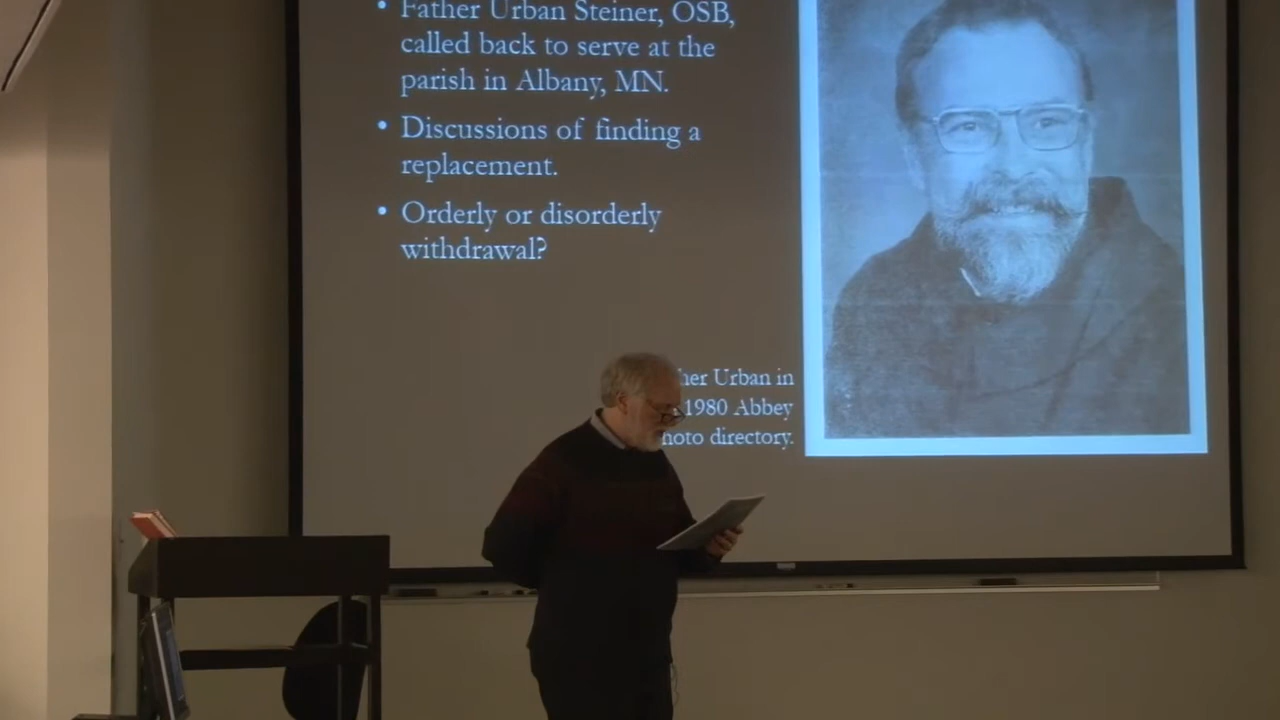 • Father Urban Steiner, OSB,
called back to serve at the
parish in Albany, MN.
• Discussions of finding a
replacement.
• Orderly or disorderly
withdrawal?
her Urban in
1980 Abbey
hoto directory.